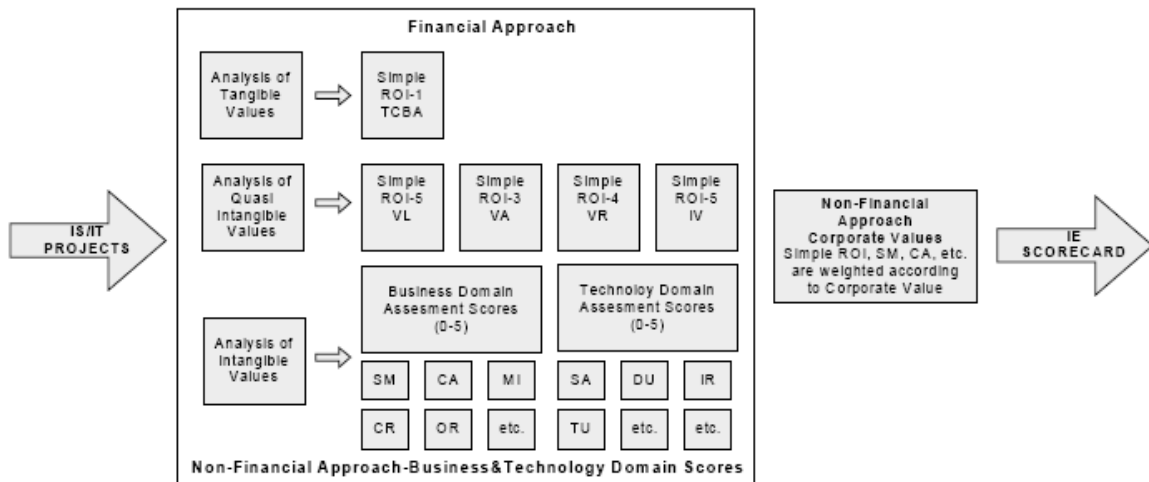 Financial Approach
Analysis of
Tangible
Values
Simple
ROI-1
TCBA
Analysis of
Quasi
Intangible
Values
Simple
ROI-5
VL
Simple
ROI-3
VA
Simple
ROI-4
VR
Simple
ROI-5
IV
IS/IT
PROJECTS
Non-Financial
Approach
Corporate Values
Simple ROI, SM, CA, etc.
are weighted according
to Corporate Value
IE
SCORECARD
Analysis of
Intangible
Values
Business Domain
Assesment Scores
(0-5)
Technoloy Domain
Assesment Scores
(0-5)
SM
CA
MI
SA
DU
IR
CR
OR
etc.
TU
etc.
etc.
Non-Financial Approach-Business&Technology Domain Scores